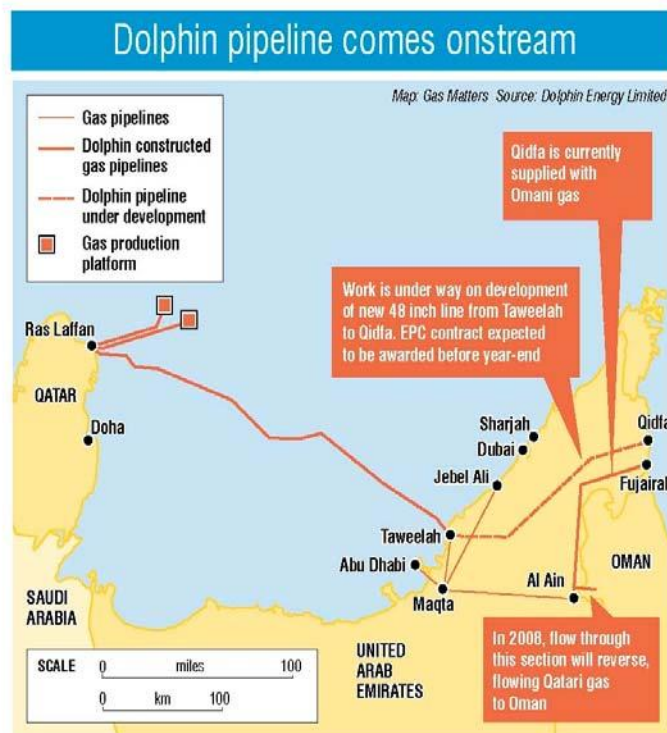 Dolphin pipeline comes onstream
Map: Gas Matters Source: Dolphin Energy Limited
Gas pipelines
Dolphin constructed
gas pipelines
Dolphin pipeline
under development
Gas production
platform
Qidfa is currently
supplied with
Omani gas
Work is under way on development
of new 48 inch line from Taweelah
to Qidfa. EPC contract expected
to be awarded before year-end
Ras Laffan
QATAR
Doha
Sharjah
Dubai
Qidfa
Jebel Ali
Fujairah
Taweelah
Abu Dhabi
Al Ain
OMAN
Maqta
SAUDI
ARABIA
UNITED
ARAB
EMIRATES
In 2008, flow through
this section will reverse,
flowing Qatari gas
to Oman
SCALE 0 miles 100
0 km 100